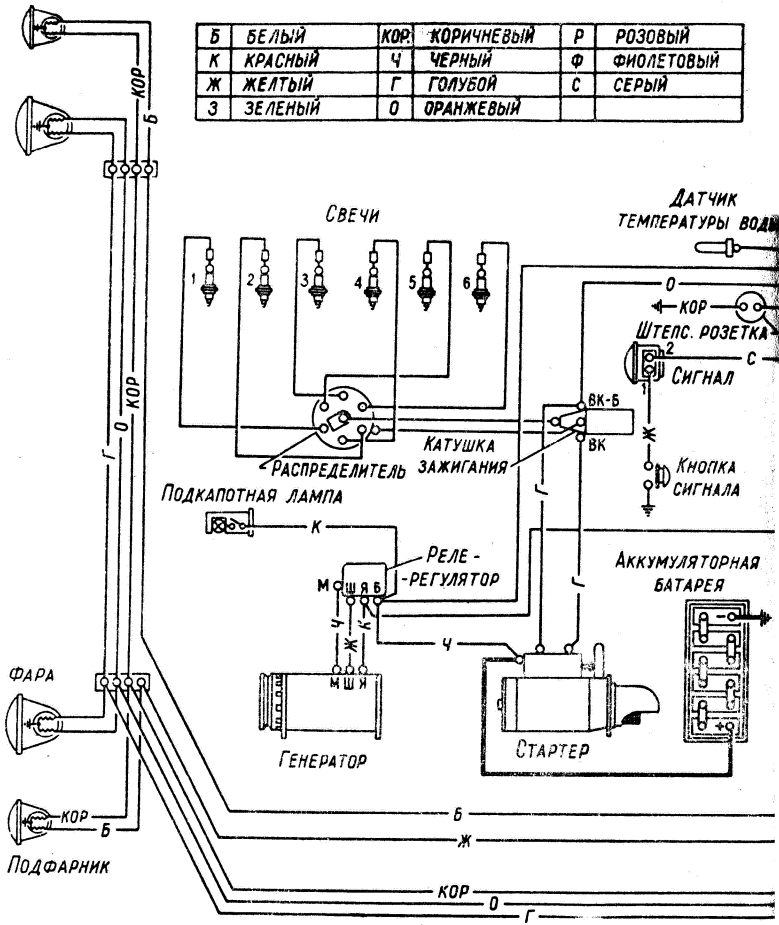 Б БЕЛЫЙ КОР. КОРИЧНЕВЫЙ Р РОЗОВЫЙ
К КРАСНЫЙ Ч ЧЕРНЫЙ Ф ФИОЛЕТОВЫЙ
Ж ЖЕЛТЫЙ Г ГОЛУБОЙ С СЕРЫЙ
З ЗЕЛЕНЫЙ О ОРАНЖЕВЫЙ
КОР
Б
ДАТЧИК
ТЕМПЕРАТУРЫ ВОДЫ
СВЕЧИ
1 2 3 4 5 6
О
КОР
ШТЕПС. РОЗЕТКА
2
1
С
СИГНАЛ
Г
О
КОР
ВК-Б
ВК
Ж
РАСПРЕДЕЛИТЕЛЬ
КАТУШКА
ЗАЖИГАНИЯ
КНОПКА
СИГНАЛА
ПОДКАПОТНАЯ ЛАМПА
К
Г
Г
РЕЛЕ-
-РЕГУЛЯТОР
М Ш Я Б
Ч
Ж
К
Ч
М Ш Я
АККУМУЛЯТОРНАЯ
БАТАРЕЯ
−
+
ФАРА
ГЕНЕРАТОР
СТАРТЕР
КОР
Б
ПОДФАРНИК
Б
Ж
КОР
О
Г